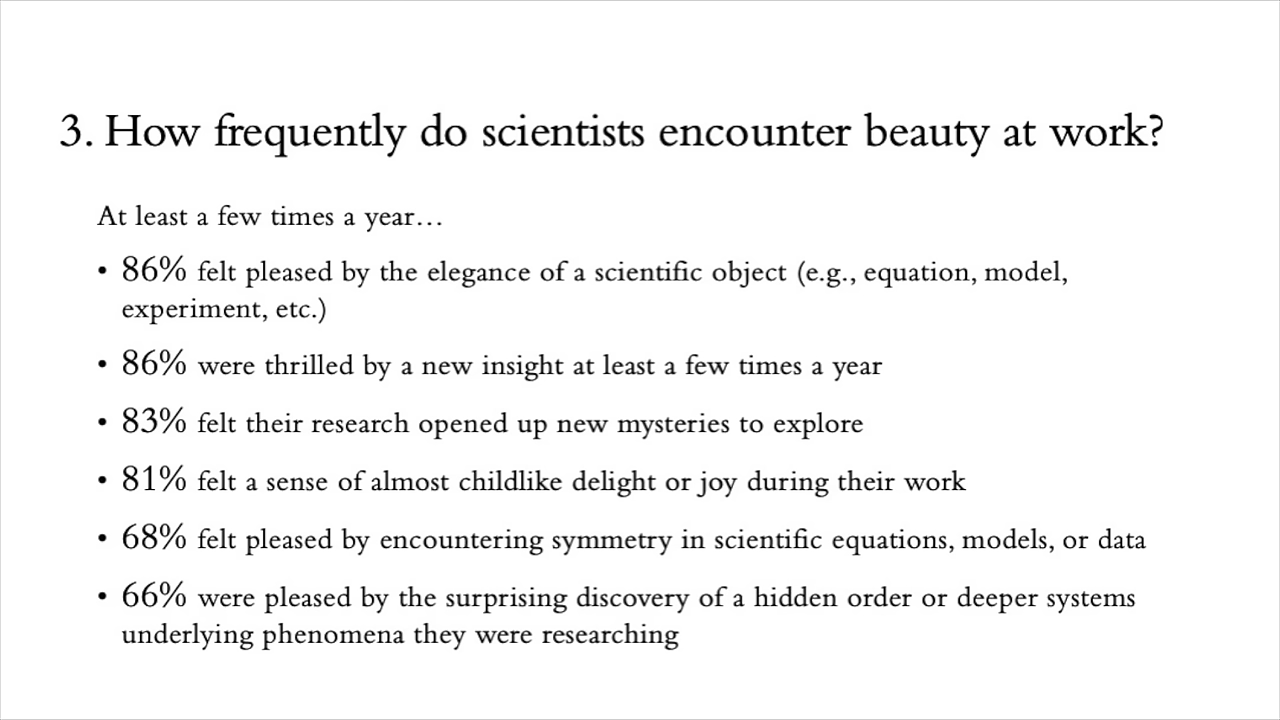 3. How frequently do scientists encounter beauty at work?
At least a few times a year…
• 86% felt pleased by the elegance of a scientific object (e.g., equation, model,
experiment, etc.)
• 86% were thrilled by a new insight at least a few times a year
• 83% felt their research opened up new mysteries to explore
• 81% felt a sense of almost childlike delight or joy during their work
• 68% felt pleased by encountering symmetry in scientific equations, models, or data
• 66% were pleased by the surprising discovery of a hidden order or deeper systems
underlying phenomena they were researching